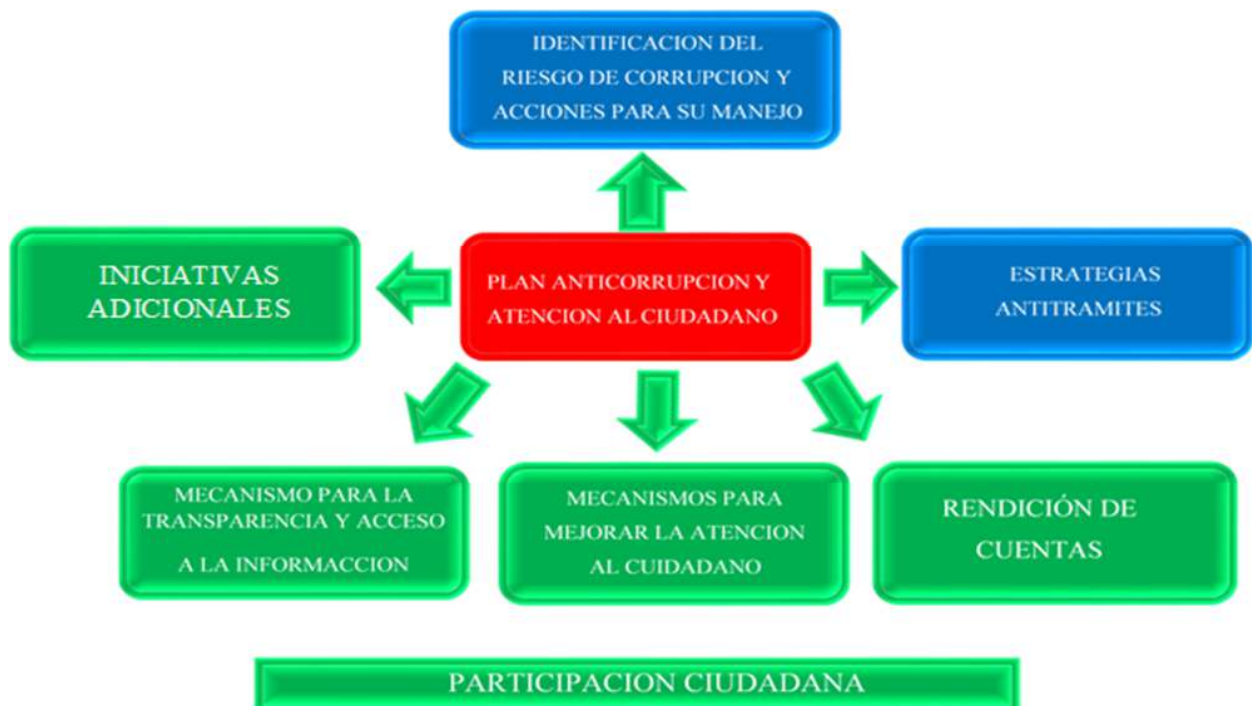 IDENTIFICACION DEL
RIESGO DE CORRUPCION Y
ACCIONES PARA SU MANEJO
INICIATIVAS
ADICIONALES
PLAN ANTICORRUPCION Y
ATENCION AL CIUDADANO
ESTRATEGIAS
ANTITRAMITES
MECANISMO PARA LA
TRANSPARENCIA Y ACCESO
A LA INFORMACCION
MECANISMOS PARA
MEJORAR LA ATENCION
AL CUIDADANO
RENDICIÓN DE
CUENTAS
PARTICIPACION CIUDADANA